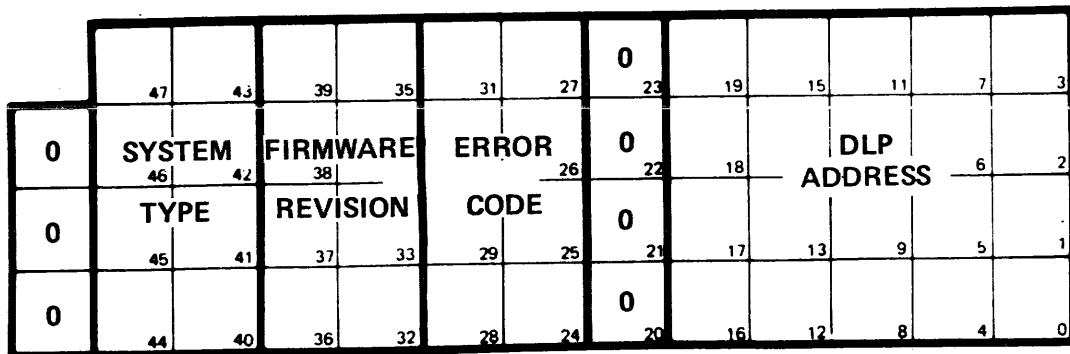 0
47 43 39 35 31 27 23 19 15 11 7 3
0 SYSTEM FIRMWARE ERROR 0 DLP
46 42 38 26 22 18 ADDRESS 6 2
0 TYPE REVISION CODE 0
45 41 37 33 29 25 21 17 13 9 5 1
0 0
44 40 36 32 28 24 20 16 12 8 4 0